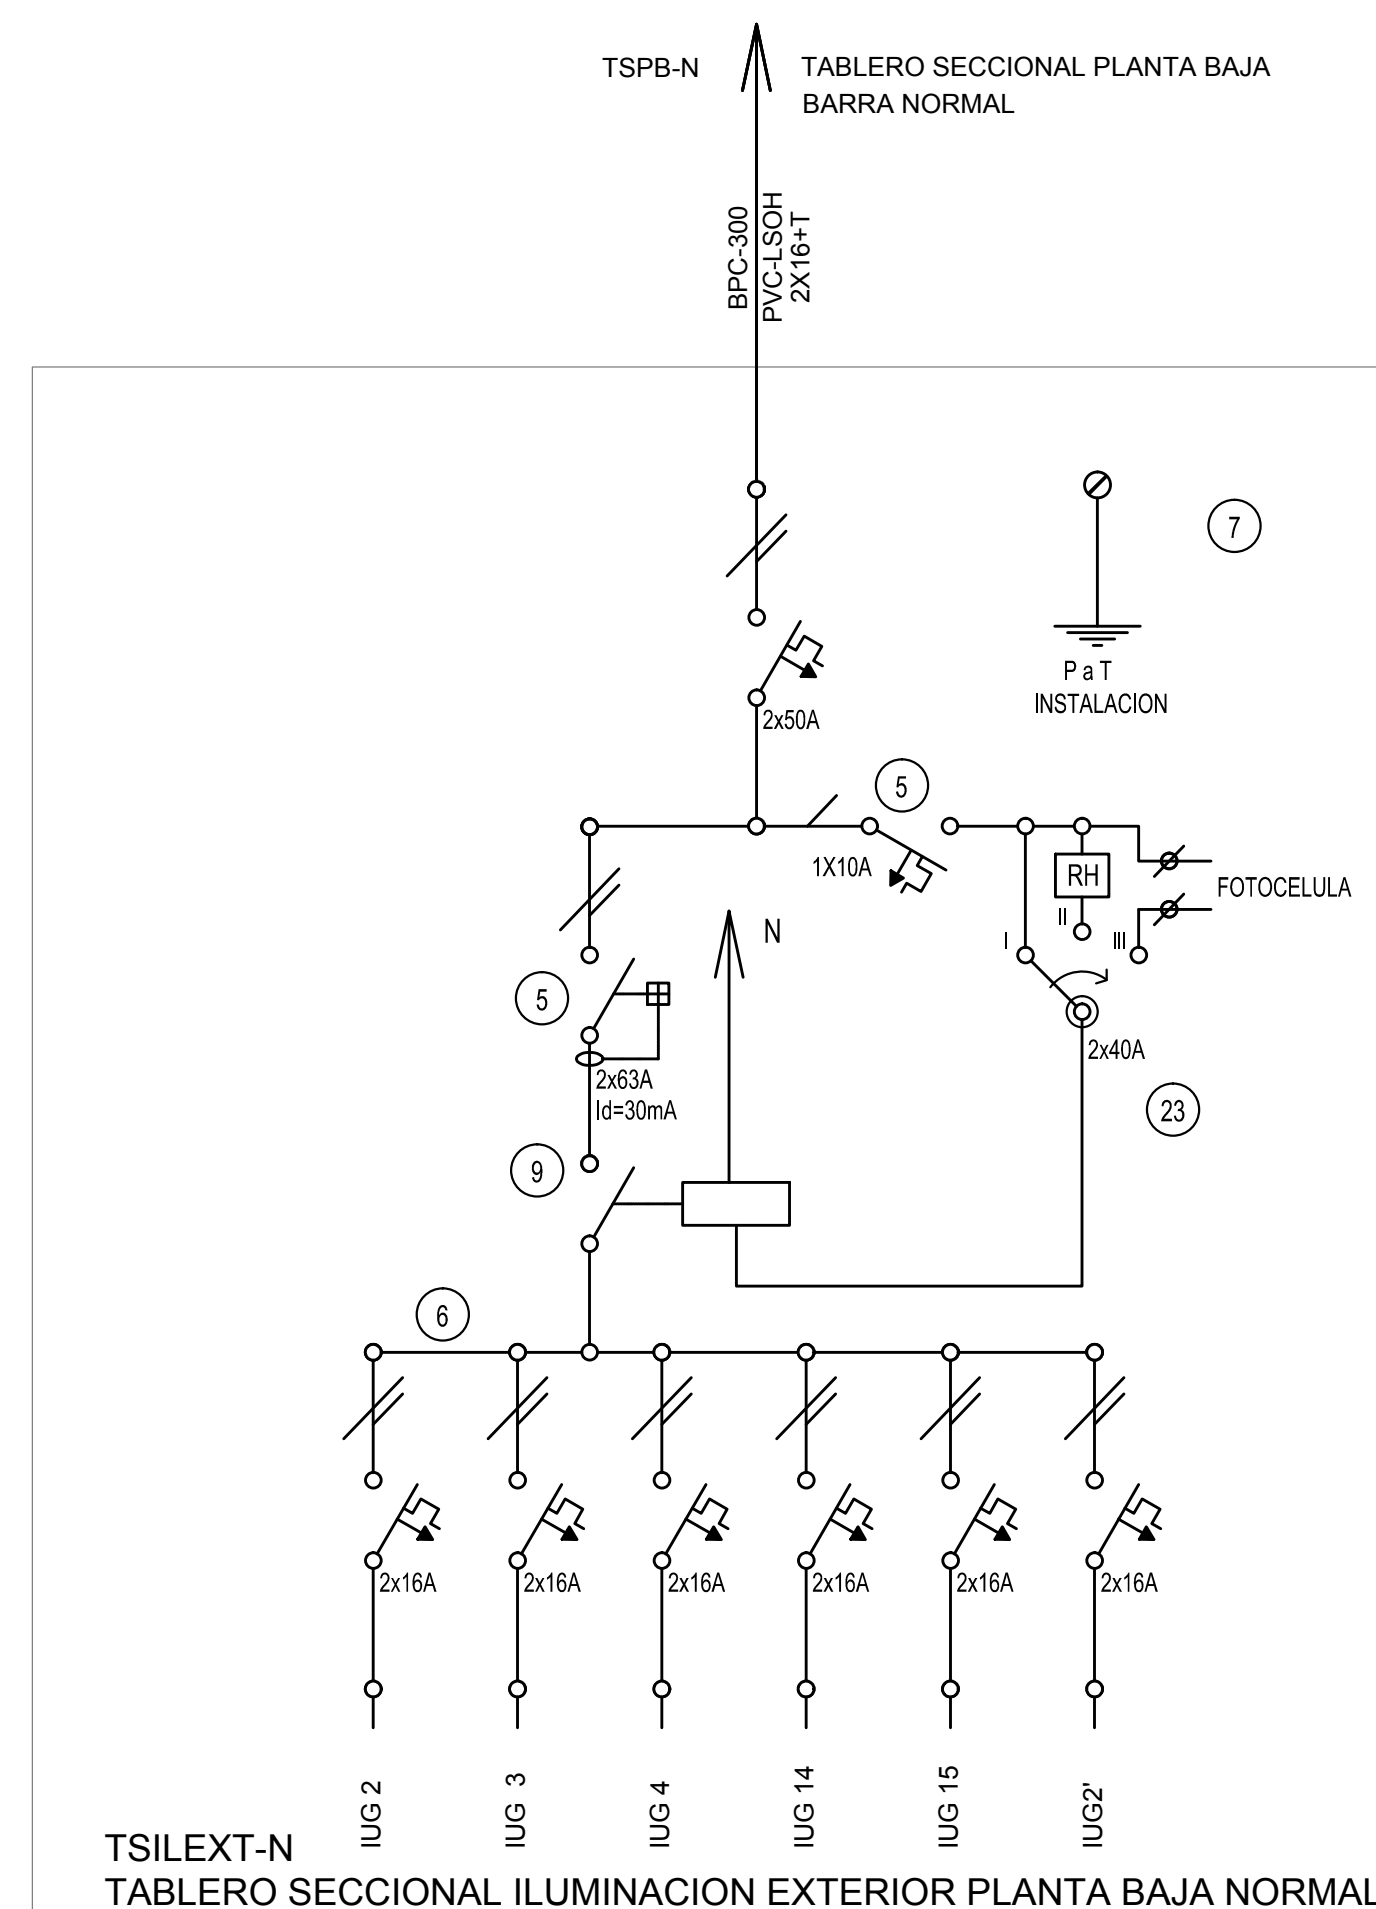 TSPB-N
TABLERO SECCIONAL PLANTA BAJA
BARRA NORMAL
BPC-300
PVC-LSOH
2X16+T
7
P a T
INSTALACION
2x50A
5
1X10A
RH
FOTOCELULA
I
II
III
N
5
2x40A
2x63A
Id=30mA
23
9
6
2x16A
2x16A
2x16A
2x16A
2x16A
2x16A
IUG 2
IUG 3
IUG 4
IUG 14
IUG 15
IUG2'
TSILEXT-N
TABLERO SECCIONAL ILUMINACION EXTERIOR PLANTA BAJA NORMAL